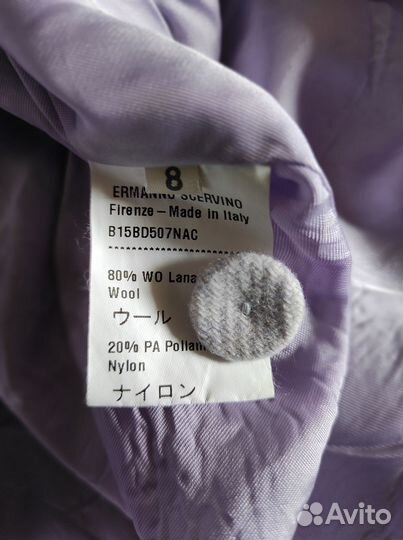 8
ERMANNO SCERVINO
Firenze – Made in Italy
B15BD507NAC
80% WO Lana
Wool
ウール
20% PA
Nylon
ナイロン
Avito